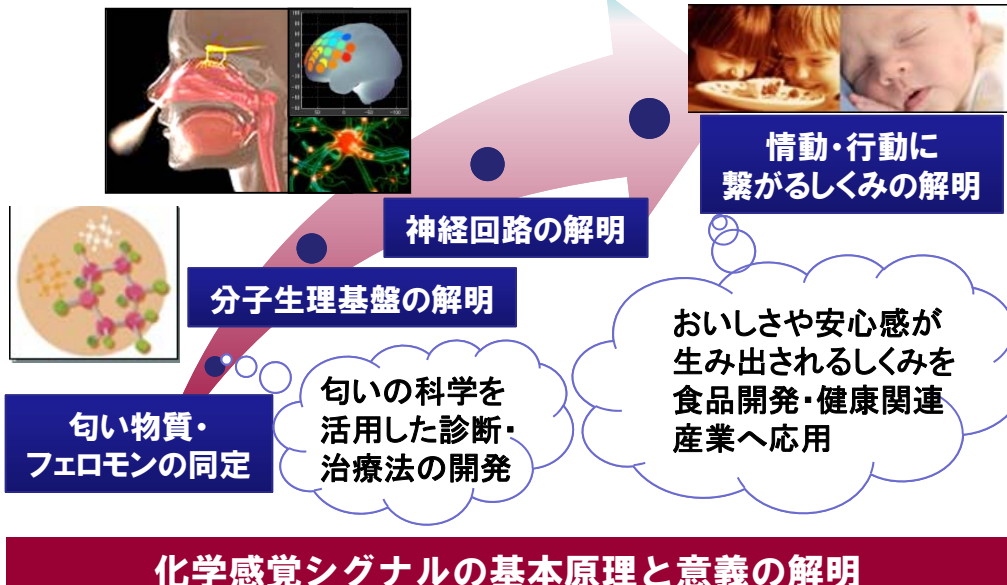 情動・行動に
繋がるしくみの解明
神経回路の解明
分子生理基盤の解明
匂い物質・
フェロモンの同定
匂いの科学を
活用した診断・
治療法の開発
おいしさや安心感が
生み出されるしくみを
食品開発・健康関連
産業へ応用
化学感覚シグナルの基本原理と意義の解明